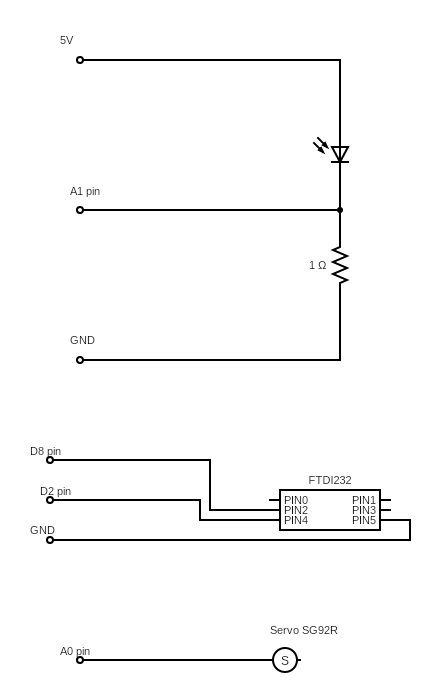 5V
A1 pin
1 Ω
GND
D8 pin
D2 pin
GND
FTDI232
PIN0 PIN1
PIN2 PIN3
PIN4 PIN5
Servo SG92R
A0 pin
S